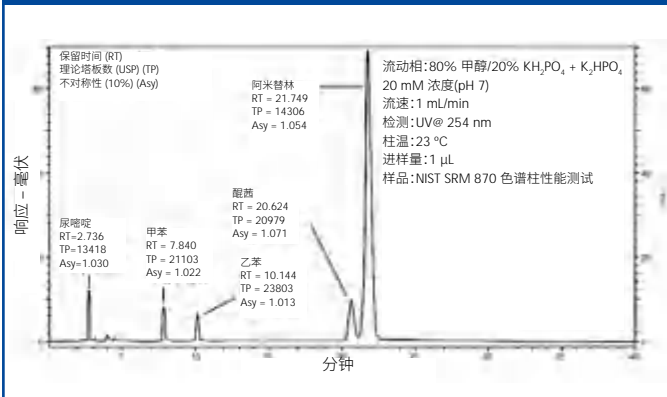 保留时间 (RT)
理论塔板数 (USP) (TP)
不对称性 (10%) (Asy)
流动相:80% 甲醇/20% KH₂PO₄ + K₂HPO₄
20 mM 浓度(pH 7)
流速:1 mL/min
检测:UV@ 254 nm
柱温:23 ºC
进样量:1 µL
样品:NIST SRM 870 色谱柱性能测试
阿米替林
RT = 21.749
TP = 14306
Asy = 1.054
醌茜
RT = 20.624
TP = 20979
Asy = 1.071
尿嘧啶
RT=2.736
TP=13418
Asy=1.030
甲苯
RT = 7.840
TP = 21103
Asy = 1.022
乙苯
RT = 10.144
TP = 23803
Asy = 1.013
响应 – 毫伏
分钟